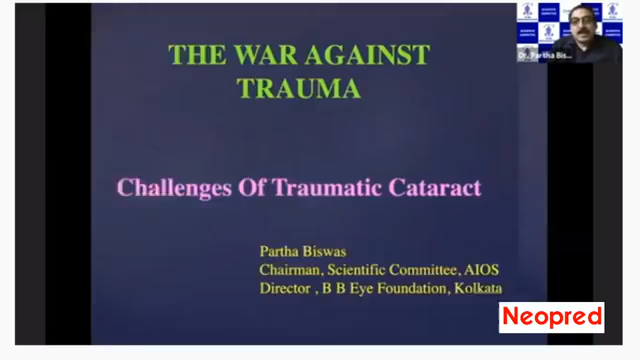 THE WAR AGAINST
TRAUMA
Challenges Of Traumatic Cataract
Partha Biswas
Chairman, Scientific Committee, AIOS
Director , B B Eye Foundation, Kolkata
Neopred
Dr. Partha Bis...